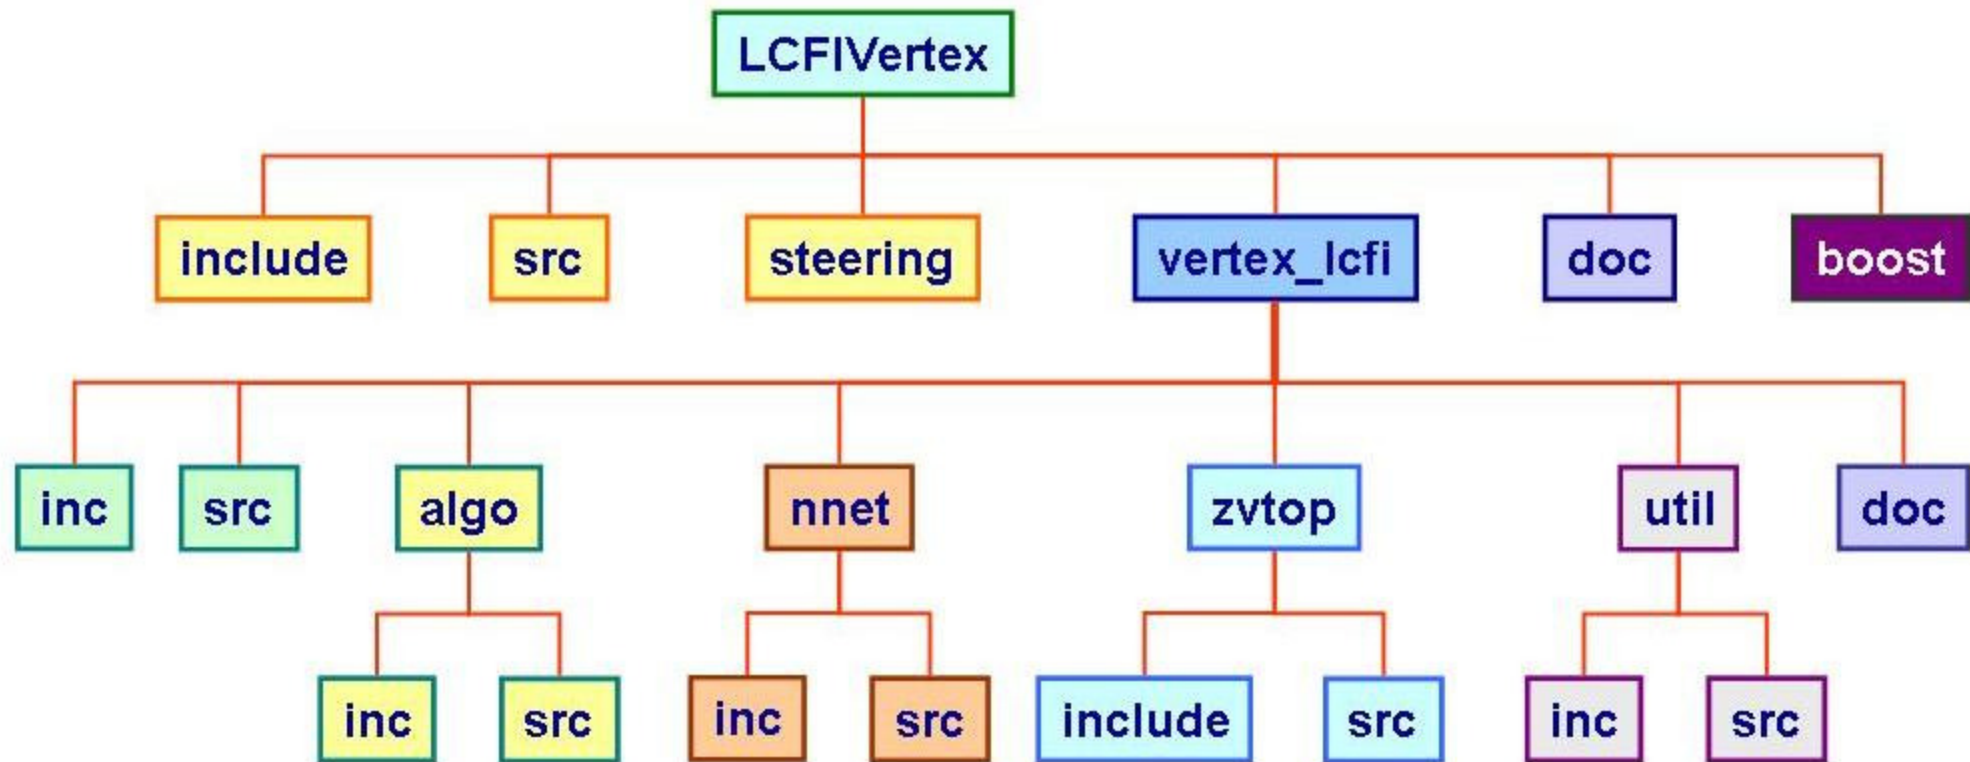 LCFIVertex
include src steering vertex_lcfi doc boost
inc src algo nnet zvtop util doc
inc src inc src include src inc src